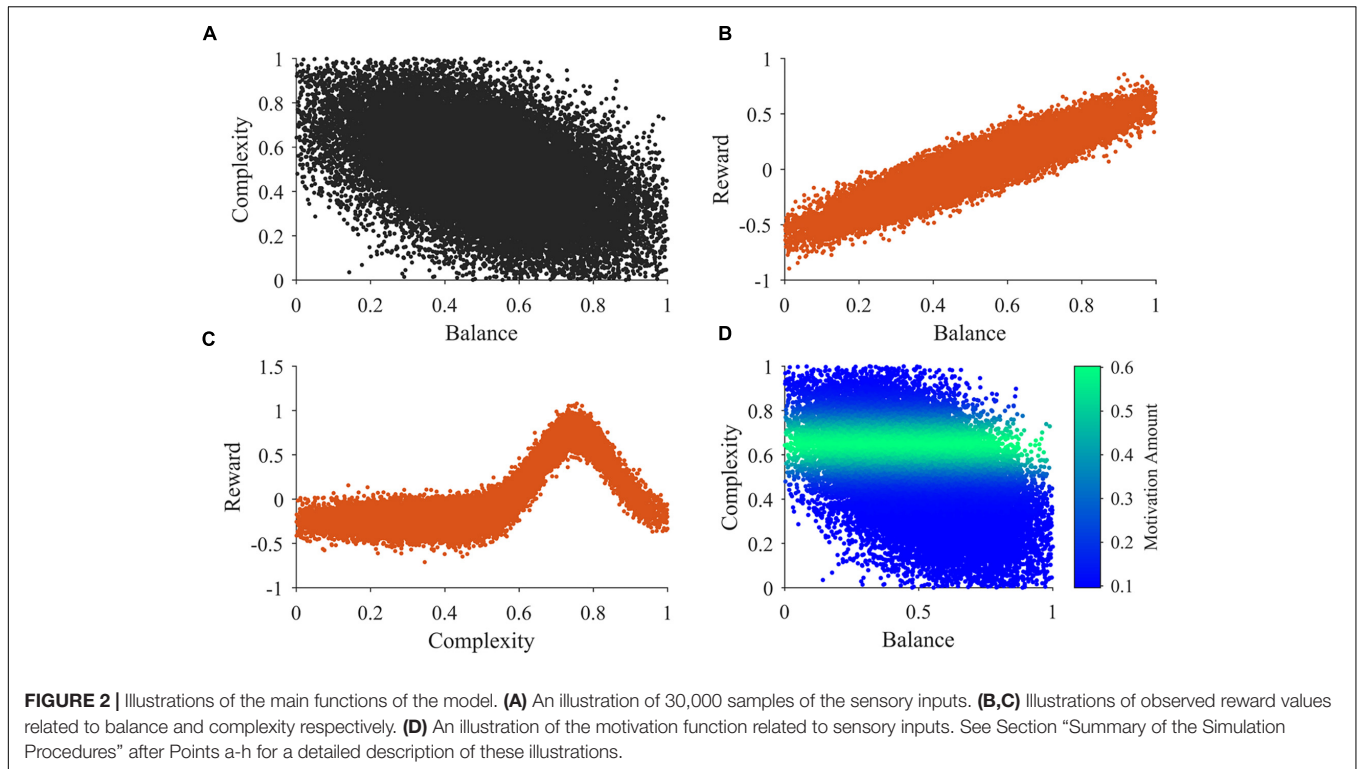 A
1
0.8
0.6
0.4
0.2
0
Complexity
0 0.2 0.4 0.6 0.8 1
Balance
B
1
0.5
0
-0.5
-1
Reward
0 0.2 0.4 0.6 0.8 1
Balance
C
1.5
1
0.5
0
-0.5
-1
Reward
0 0.2 0.4 0.6 0.8 1
Complexity
D
1
0.8
0.6
0.4
0.2
0
Complexity
0 0.5 1
Balance
0.6
0.5
0.4
0.3
0.2
0.1
Motivation Amount
FIGURE 2 | Illustrations of the main functions of the model. (A) An illustration of 30,000 samples of the sensory inputs. (B,C) Illustrations of observed reward values
related to balance and complexity respectively. (D) An illustration of the motivation function related to sensory inputs. See Section “Summary of the Simulation
Procedures” after Points a-h for a detailed description of these illustrations.